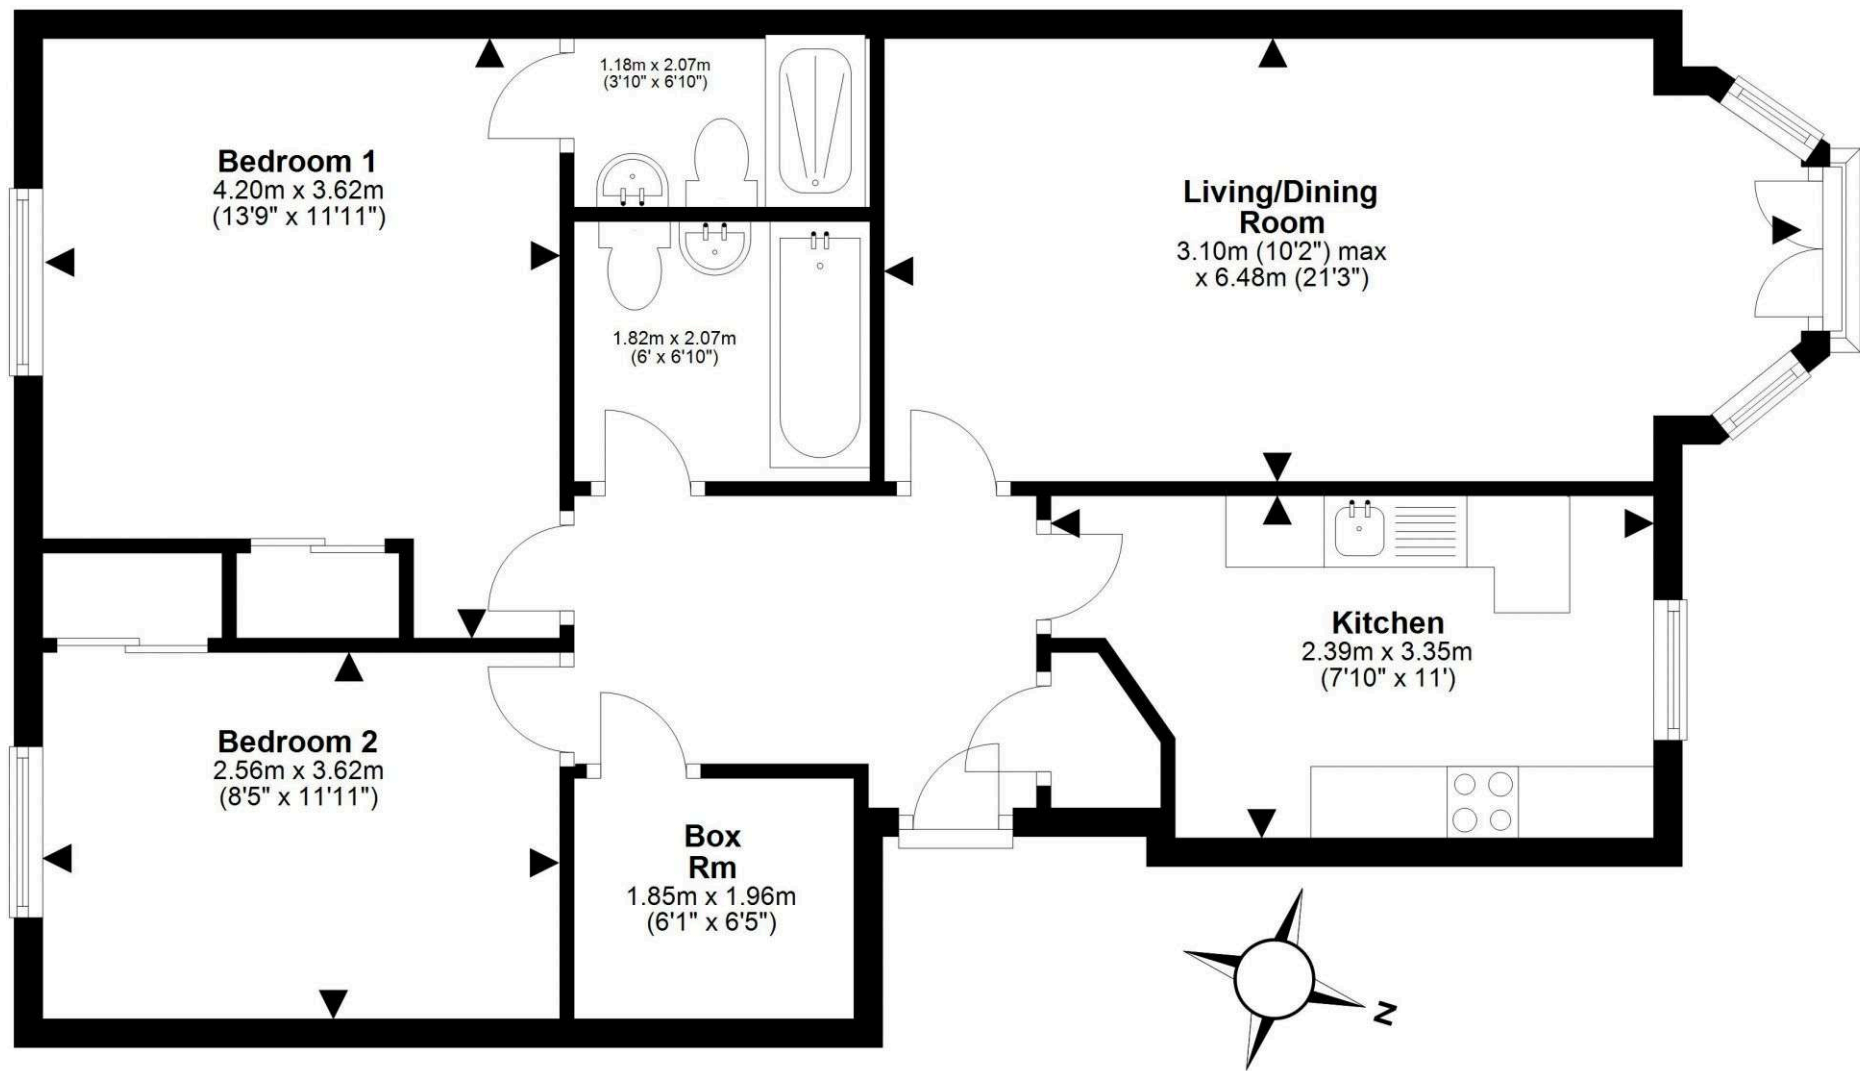 1.18m x 2.07m
(3'10" x 6'10")
Bedroom 1
4.20m x 3.62m
(13'9" x 11'11")
Living/Dining
Room
3.10m (10'2") max
x 6.48m (21'3")
1.82m x 2.07m
(6' x 6'10")
Kitchen
2.39m x 3.35m
(7'10" x 11')
Bedroom 2
2.56m x 3.62m
(8'5" x 11'11")
Box
Rm
1.85m x 1.96m
(6'1" x 6'5")
N